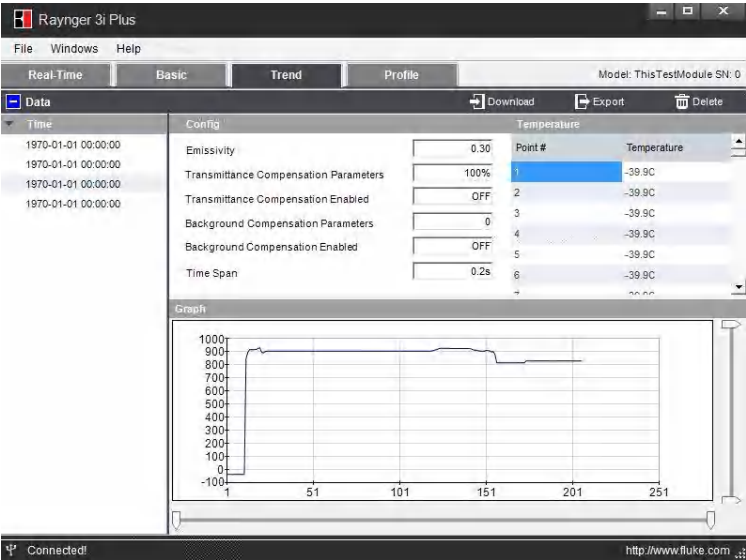 Raynger 3i Plus
File Windows Help
Real-Time Basic Trend Profile Model: ThisTestModule SN: 0
Data Download Export Delete
Time Config Temperature
1970-01-01 00:00:00
1970-01-01 00:00:00
1970-01-01 00:00:00
1970-01-01 00:00:00
Emissivity 0.30
Transmittance Compensation Parameters 100%
Transmittance Compensation Enabled OFF
Background Compensation Parameters 0
Background Compensation Enabled OFF
Time Span 0.2s
Point # Temperature
1 -39.9C
2 -39.9C
3 -39.9C
4 -39.9C
5 -39.9C
6 -39.9C
Graph
1000
900
800
700
600
500
400
300
200
100
0
-100
1 51 101 151 201 251
Connected! http://www.fluke.com